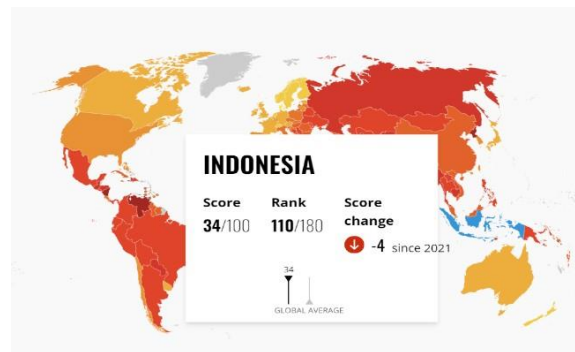 INDONESIA
Score Rank Score change
34/100 110/180
-4 since 2021
34
GLOBAL AVERAGE